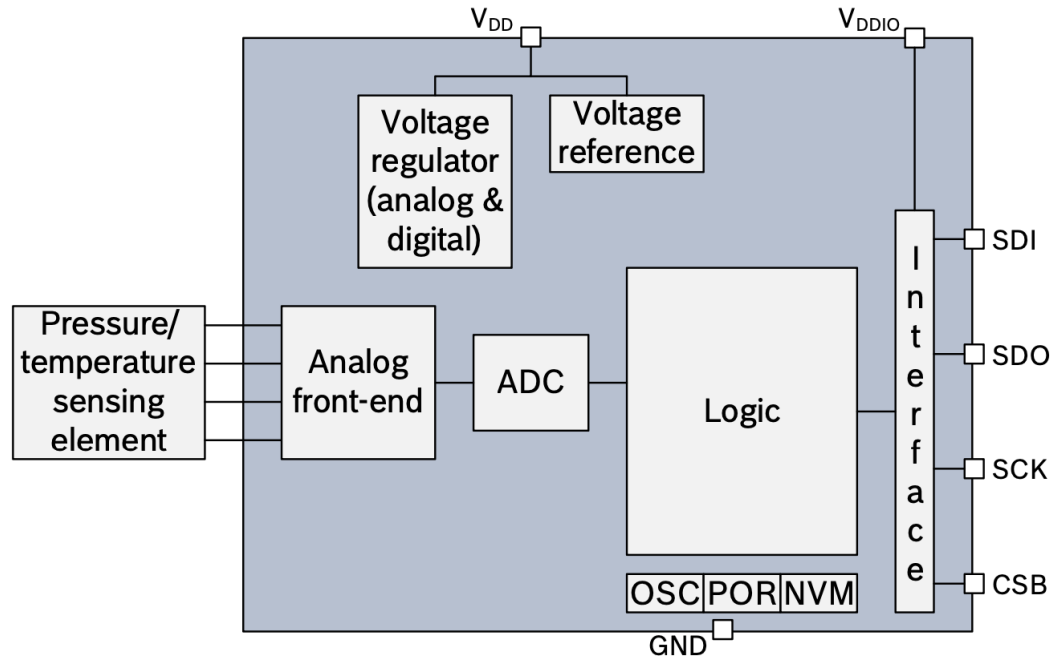 VDD
VDDIO
Voltage
regulator
(analog &
digital)
Voltage
reference
Pressure/
temperature
sensing
element
Analog
front-end
ADC
Logic
Interface
SDI
SDO
SCK
CSB
OSC POR NVM
GND